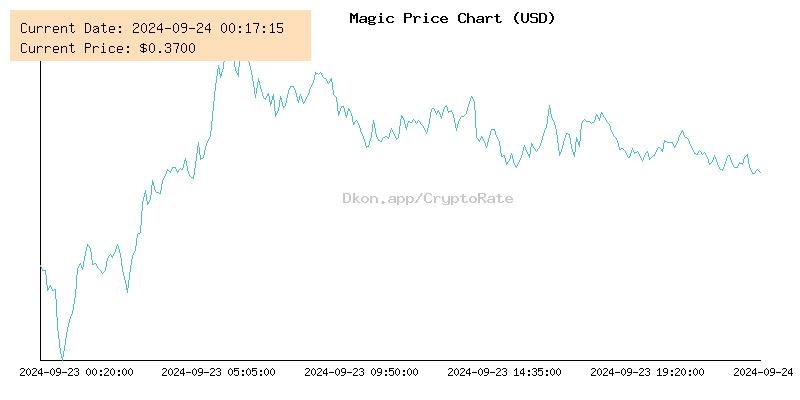 Magic Price Chart (USD)
Current Date: 2024-09-24 00:17:15
Current Price: $0.3700
Dkon.app/CryptoRate
2024-09-23 00:20:00 2024-09-23 05:05:00 2024-09-23 09:50:00 2024-09-23 14:35:00 2024-09-23 19:20:00 2024-09-24